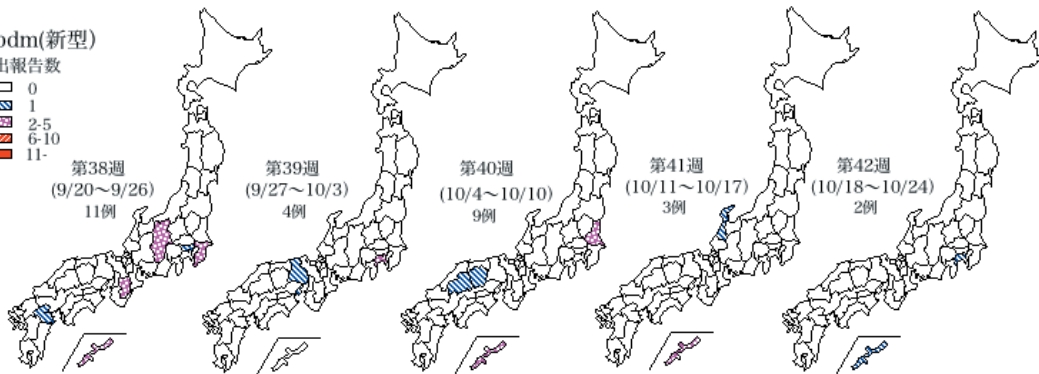 pdm(新型)
出報告数
0
1
2-5
6-10
11-
第38週
(9/20～9/26)
11例
第39週
(9/27～10/3)
4例
第40週
(10/4～10/10)
9例
第41週
(10/11～10/17)
3例
第42週
(10/18～10/24)
2例